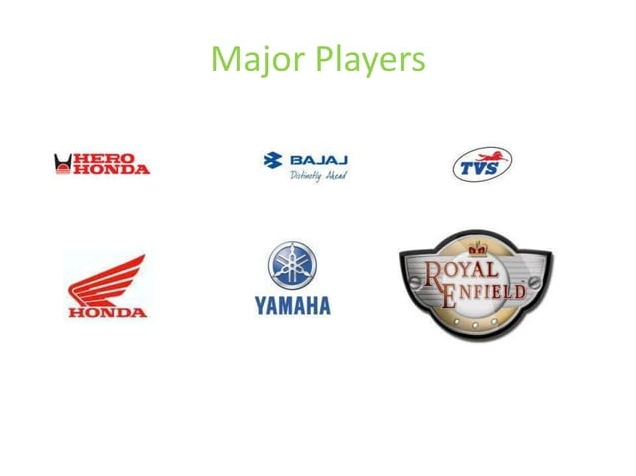 Major Players
HERO
HONDA
BAJAJ
Distinctly Ahead
TVS
HONDA
YAMAHA
ROYAL
ENFIELD